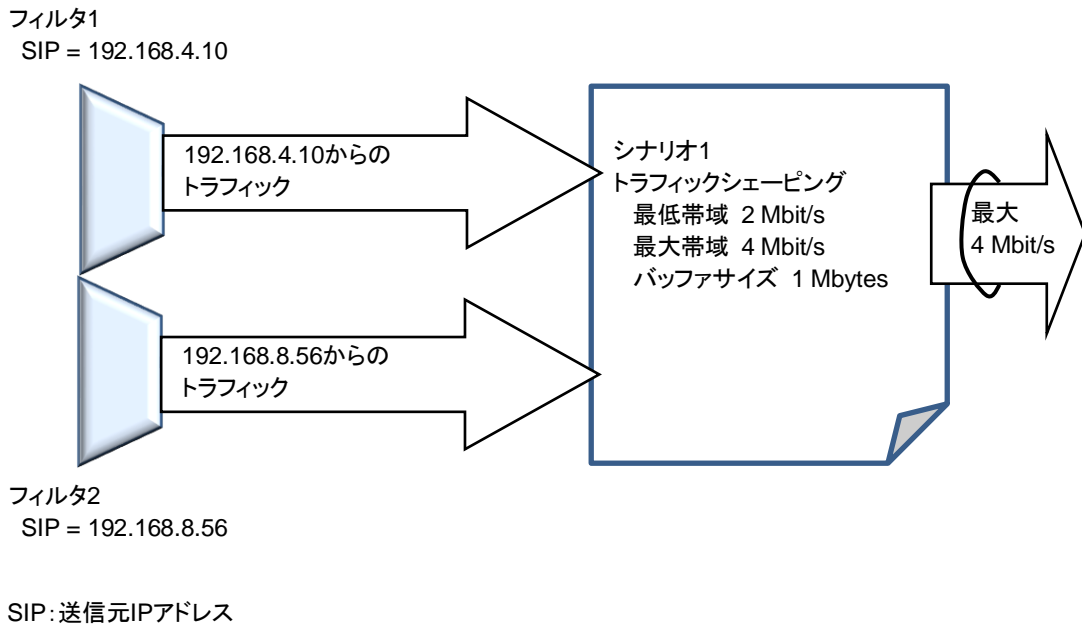 フィルタ1
SIP = 192.168.4.10
192.168.4.10からの
トラフィック
シナリオ1
トラフィックシェーピング
最低帯域 2 Mbit/s
最大帯域 4 Mbit/s
バッファサイズ 1 Mbytes
最大
4 Mbit/s
192.168.8.56からの
トラフィック
フィルタ2
SIP = 192.168.8.56
SIP:送信元IPアドレス